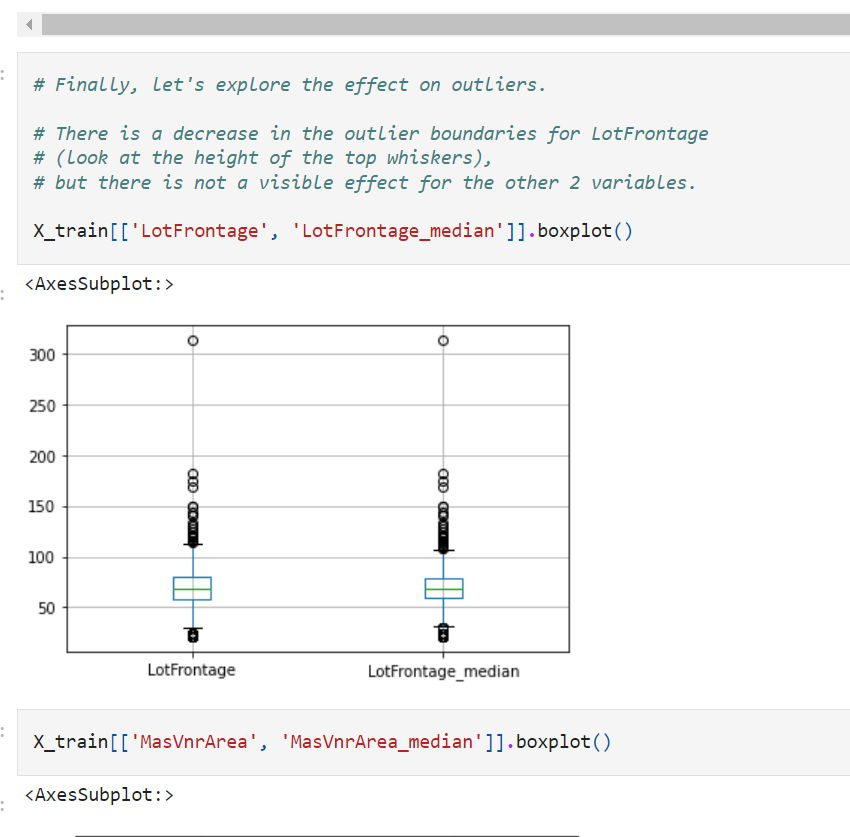 # Finally, let's explore the effect on outliers.
# There is a decrease in the outlier boundaries for LotFrontage
# (look at the height of the top whiskers),
# but there is not a visible effect for the other 2 variables.
X_train[['LotFrontage', 'LotFrontage_median']].boxplot()
<AxesSubplot:>
300
250
200
150
100
50
LotFrontage LotFrontage_median
X_train[['MasVnrArea', 'MasVnrArea_median']].boxplot()
<AxesSubplot:>